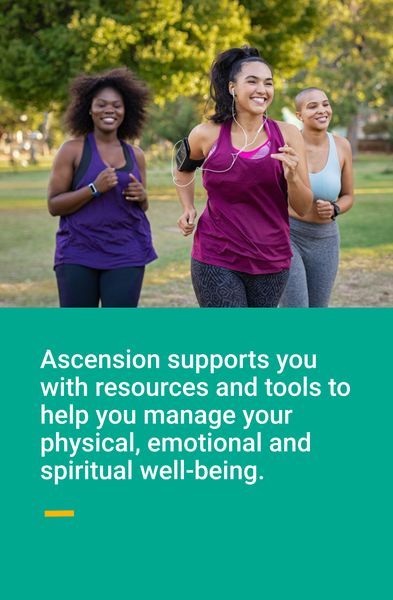 Ascension supports you
with resources and tools to
help you manage your
physical, emotional and
spiritual well-being.